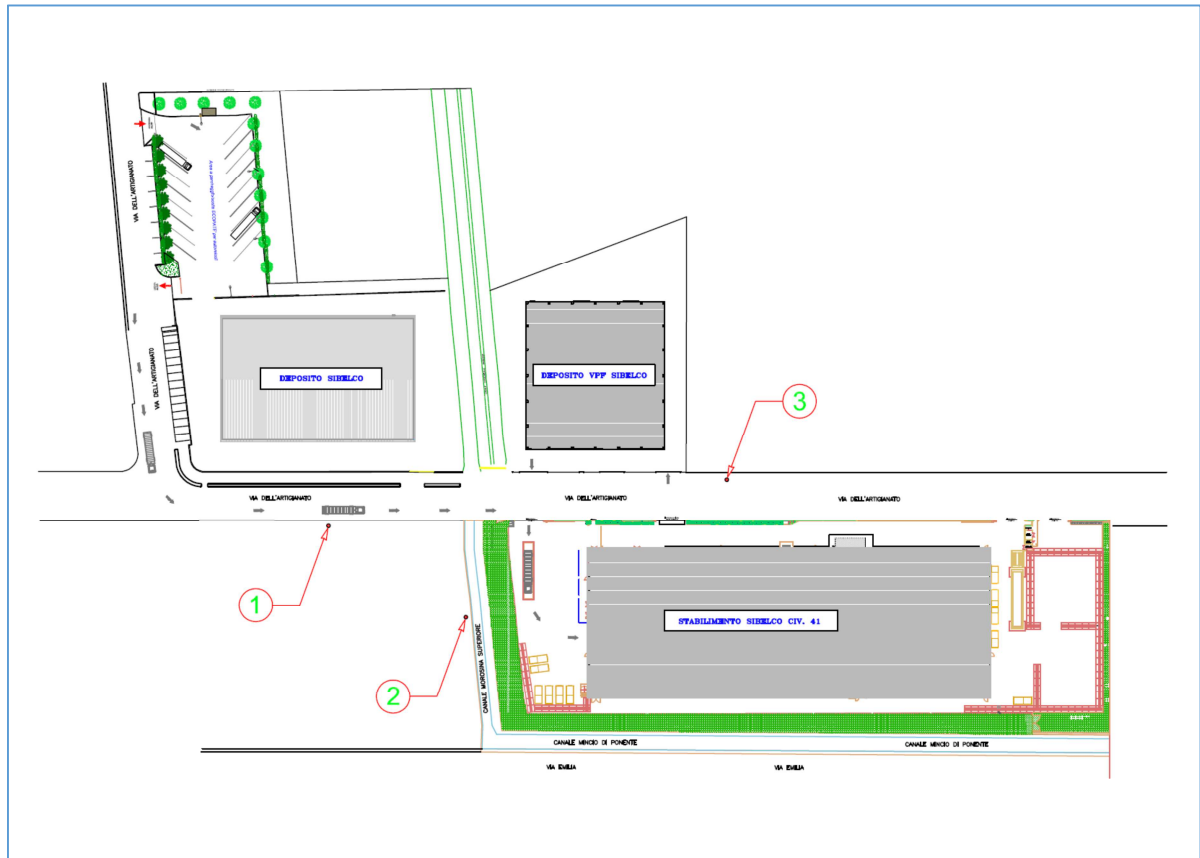 VIA DELL'ARTIGIANATO
VIA DELL'ARTIGIANATO
DEPOSITO SIBELCO
DEPOSITO VPF SIBELCO
3
VIA DELL'ARTIGIANATO
VIA DELL'ARTIGIANATO
VIA DELL'ARTIGIANATO
1
STABILIMENTO SIBELCO CIV. 41
CANALE MOROSINA SUPERIORE
2
CANALE MINCIO DI PONENTE
CANALE MINCIO DI PONENTE
VIA EMILIA
VIA EMILIA